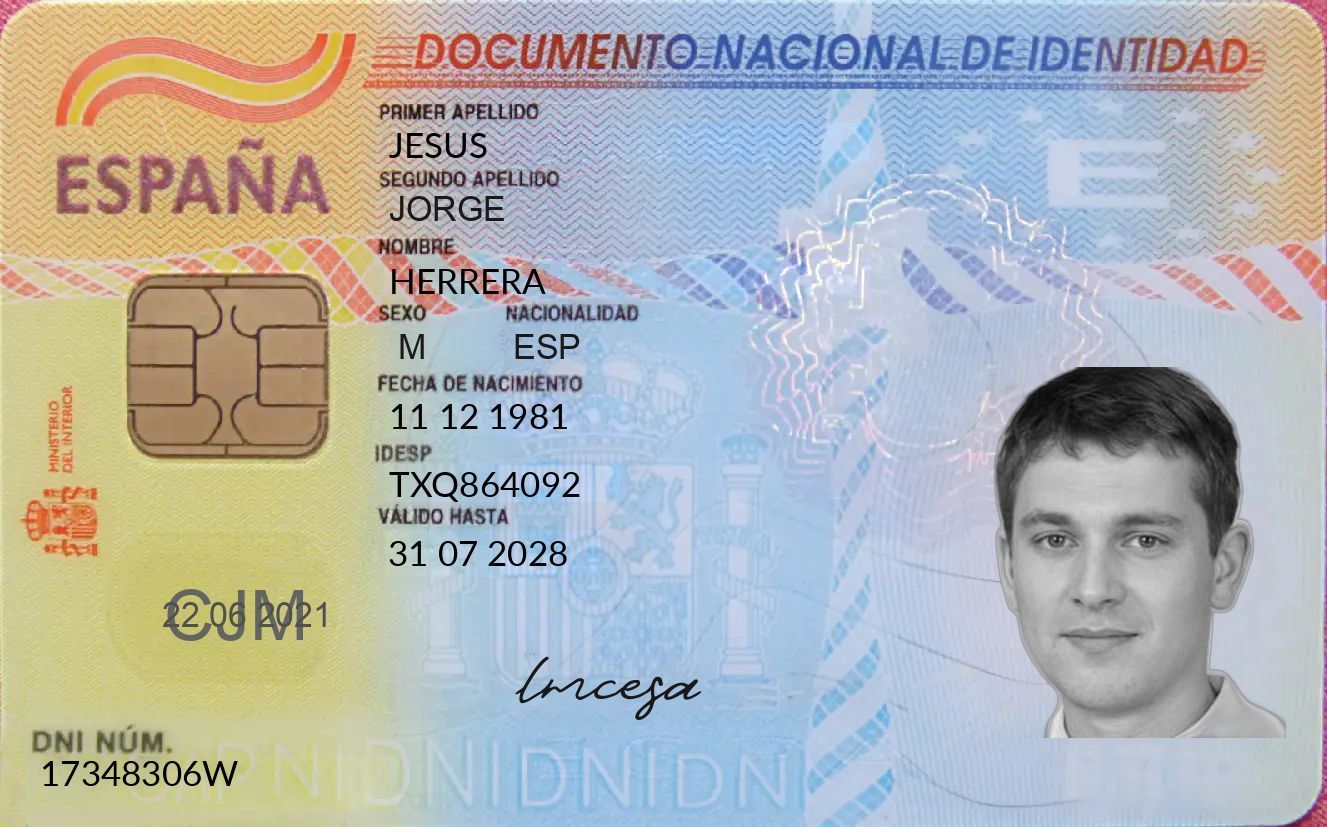 DOCUMENTO NACIONAL DE IDENTIDAD
ESPAÑA
PRIMER APELLIDO
JESUS
SEGUNDO APELLIDO
JORGE
NOMBRE
HERRERA
SEXO NACIONALIDAD
M ESP
FECHA DE NACIMIENTO
11 12 1981
IDESP
TXQ864092
VÁLIDO HASTA
31 07 2028
MINISTERIO
DEL INTERIOR
E
CJM
22 06 2021
DNI NÚM.
17348306W
DNIDNIDNIDN